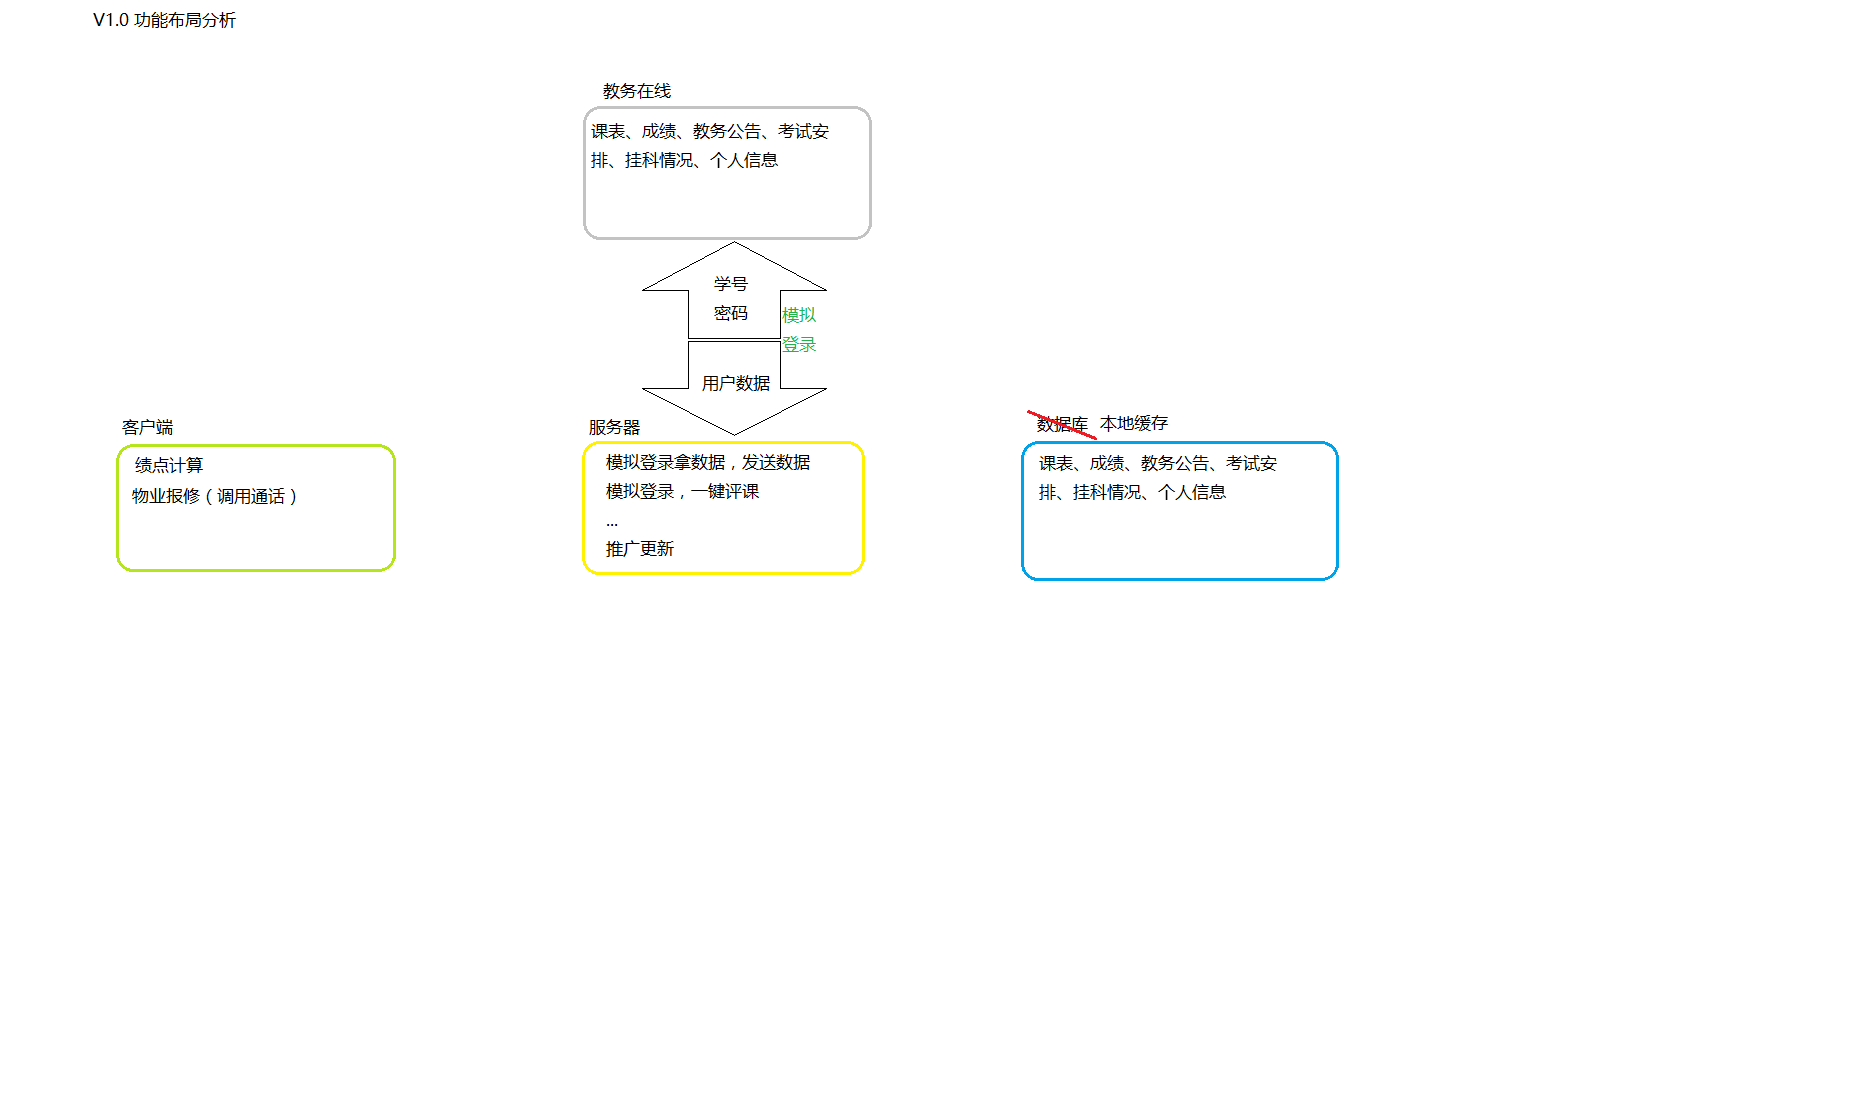 V1.0 功能布局分析
教务在线
课表、成绩、教务公告、考试安
排、挂科情况、个人信息
学号
密码
模拟
登录
用户数据
客户端
绩点计算
物业报修（调用通话）
服务器
模拟登录拿数据，发送数据
模拟登录，一键评课
...
推广更新
数据库 本地缓存
课表、成绩、教务公告、考试安
排、挂科情况、个人信息